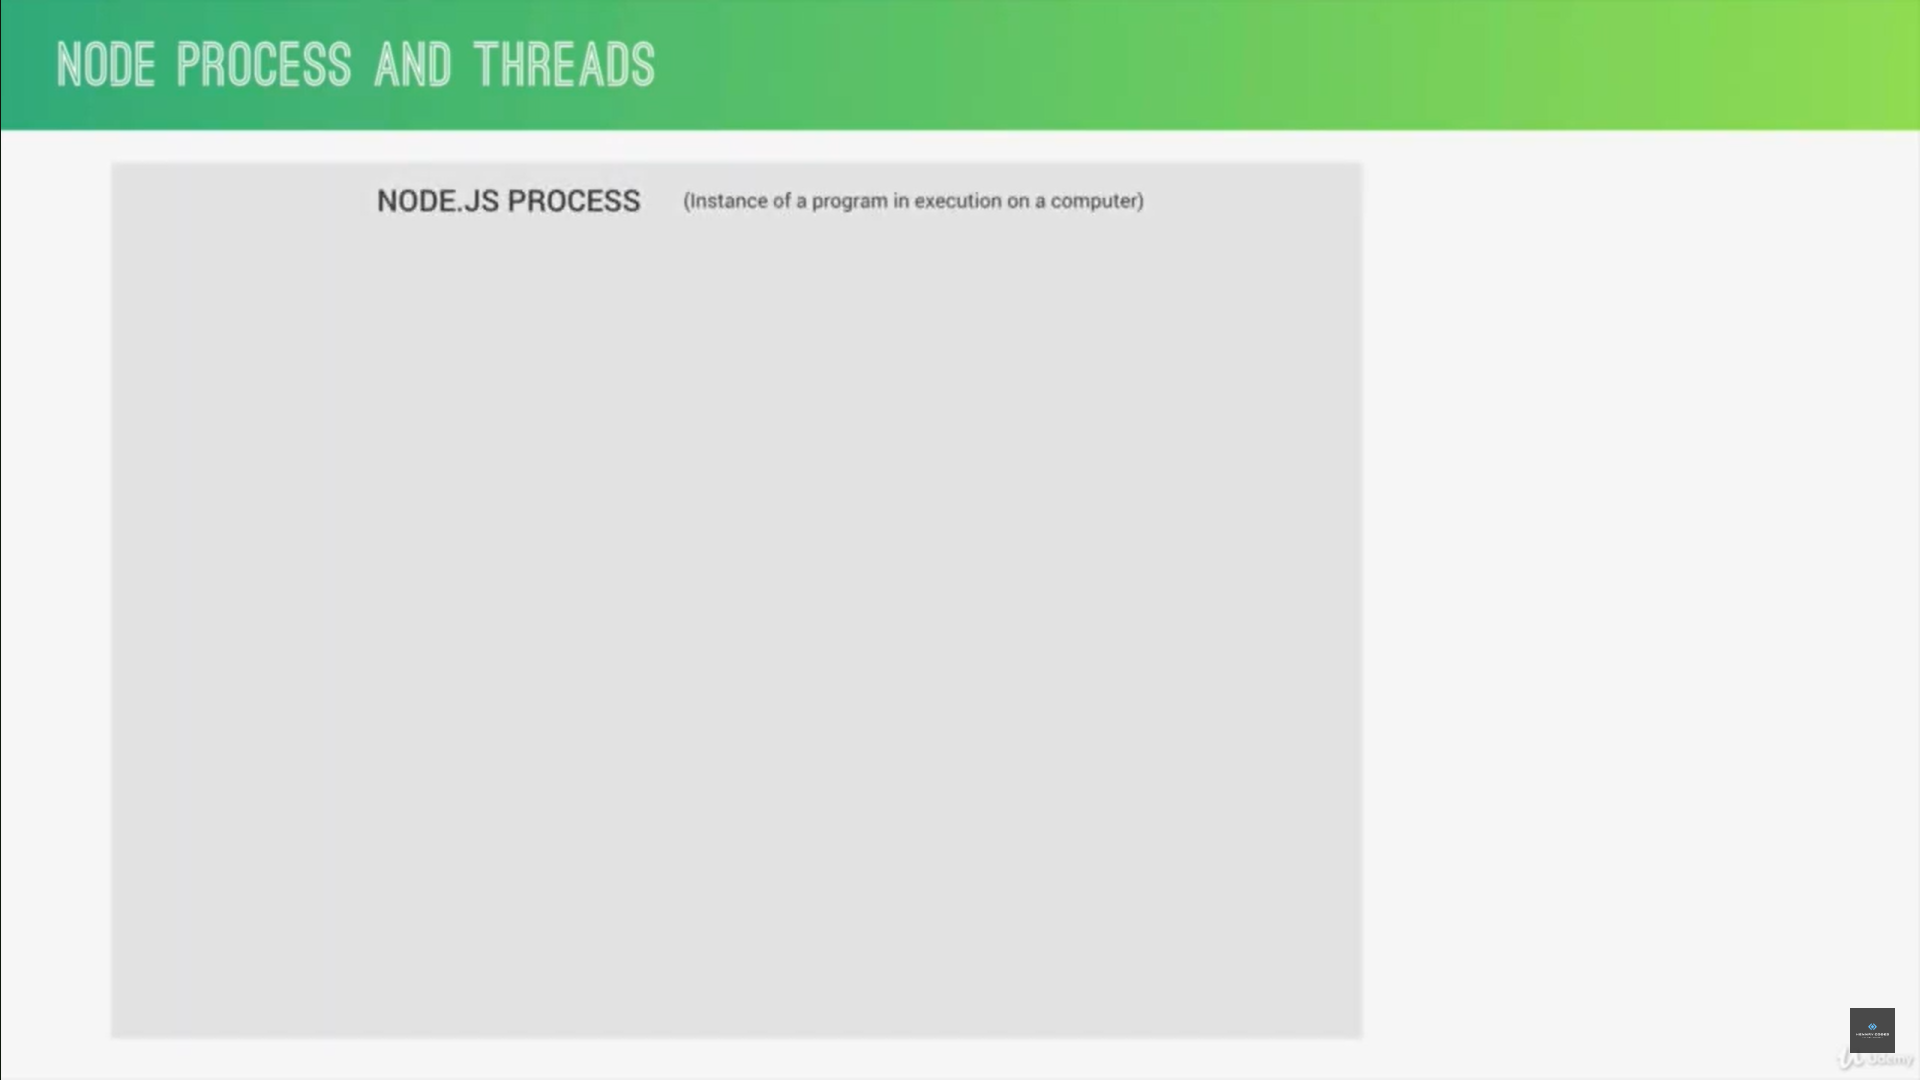 NODE PROCESS AND THREADS
NODE.JS PROCESS (Instance of a program in execution on a computer)
Udemy